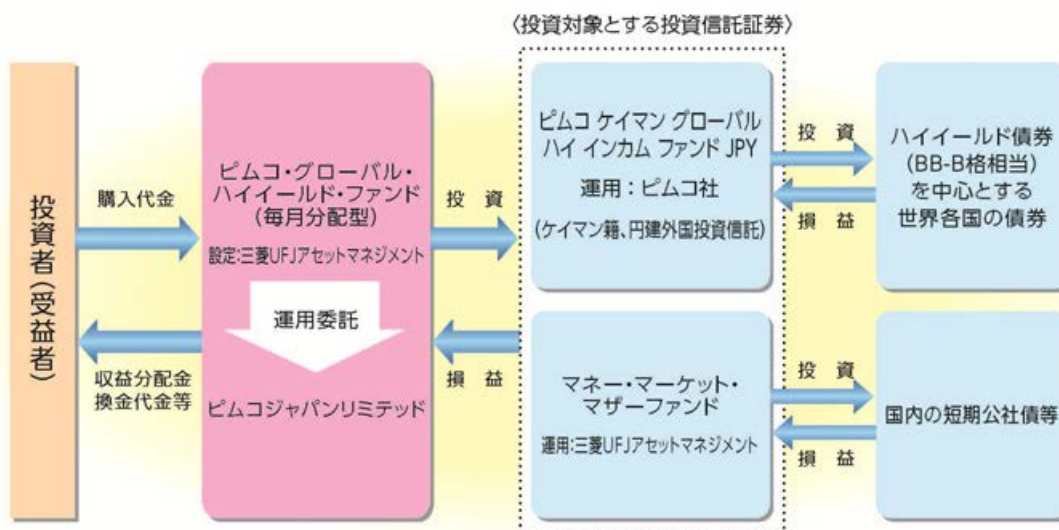 〈投資対象とする投資信託証券〉
投資者(受益者)
購入代金
収益分配金
換金代金等
ピムコ・グローバル・
ハイイールド・ファンド
(毎月分配型)
設定:三菱UFJアセットマネジメント
運用委託
ピムコジャパンリミテッド
投 資
損 益
ピムコ ケイマン グローバル
ハイ インカム ファンド JPY
運用：ピムコ社
(ケイマン籍、円建外国投資信託)
投 資
損 益
ハイイールド債券
(BB-B格相当)
を中心とする
世界各国の債券
マネー・マーケット・
マザーファンド
運用:三菱UFJアセットマネジメント
投 資
損 益
国内の短期公社債等